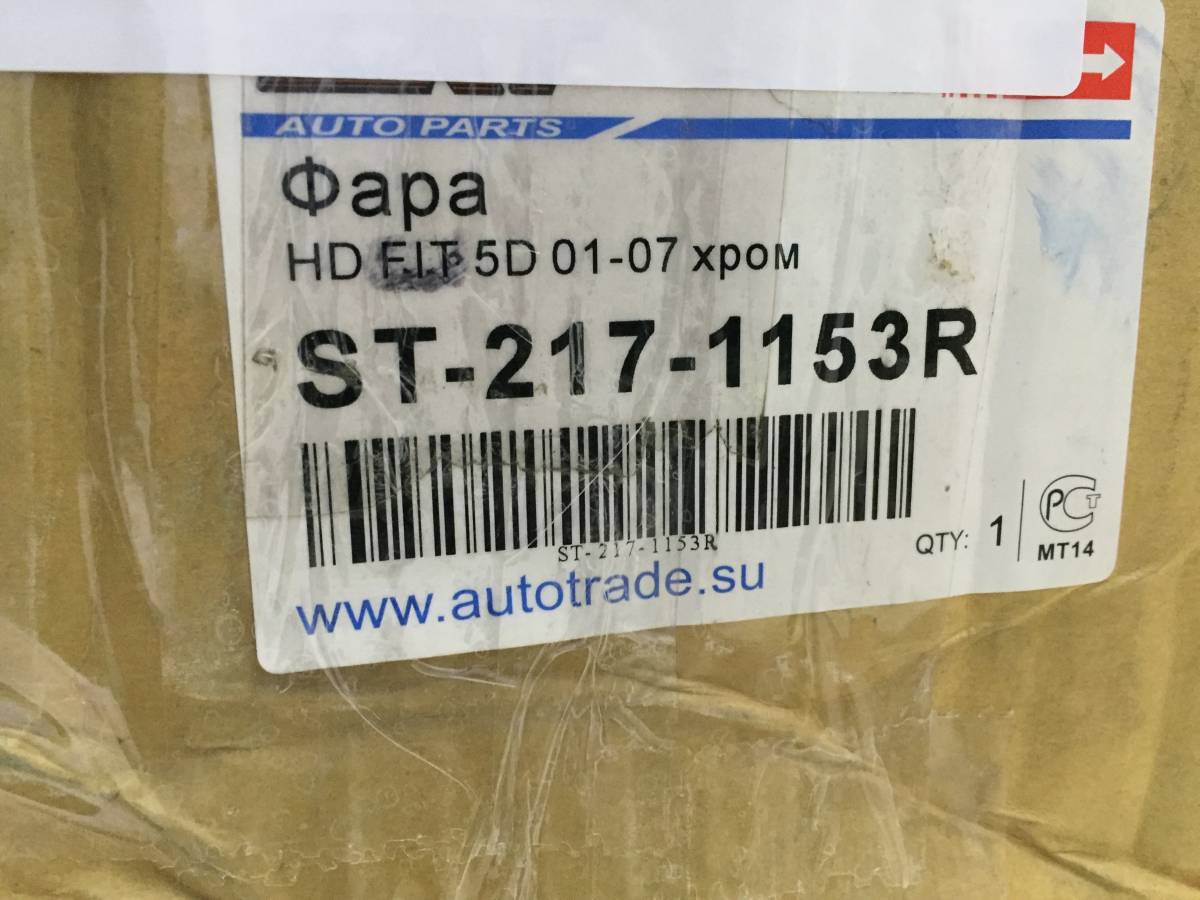 AUTO PARTS
Фара
HD FIT 5D 01-07 хром
ST-217-1153R
ST-217-1153R
QTY: 1
РСТ
МТ14
www.autotrade.su